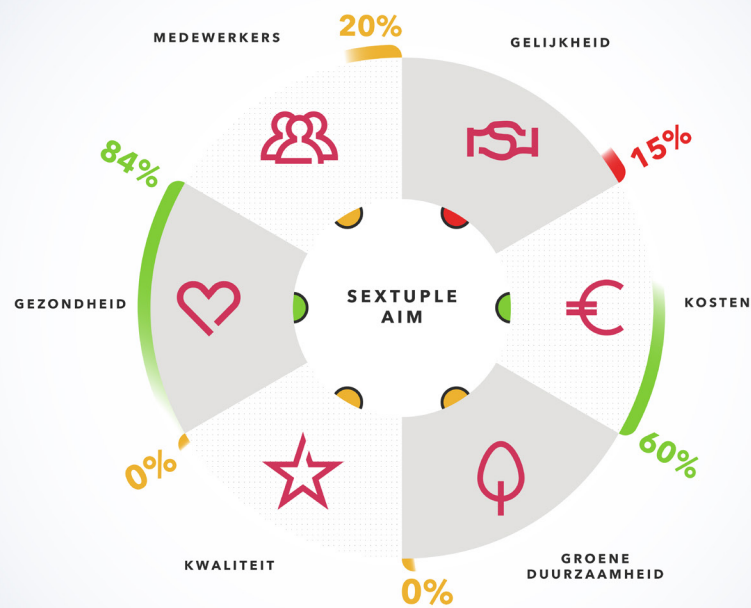 20%
MEDEWERKERS
GELIJKHEID
84%
15%
SEXTUPLE
AIM
GEZONDHEID
KOSTEN
0%
60%
KWALITEIT
GROENE
DUURZAAMHEID
0%